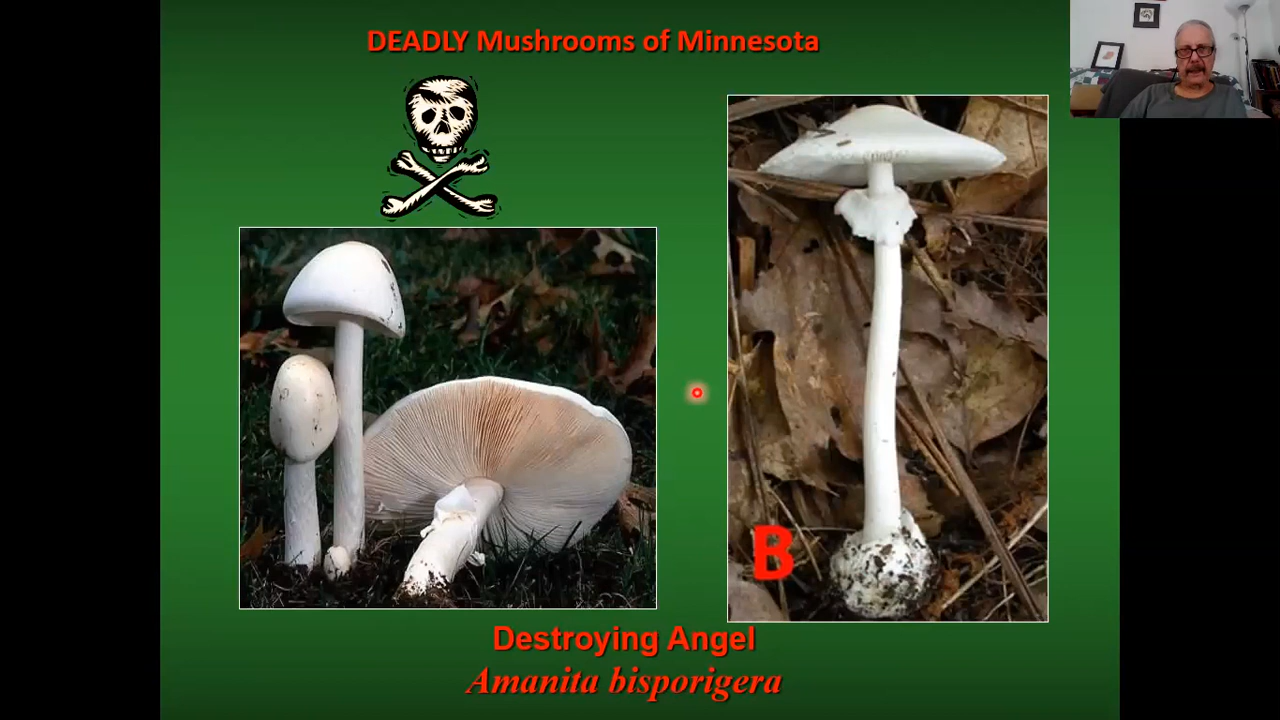 DEADLY Mushrooms of Minnesota
B
Destroying Angel
Amanita bisporigera